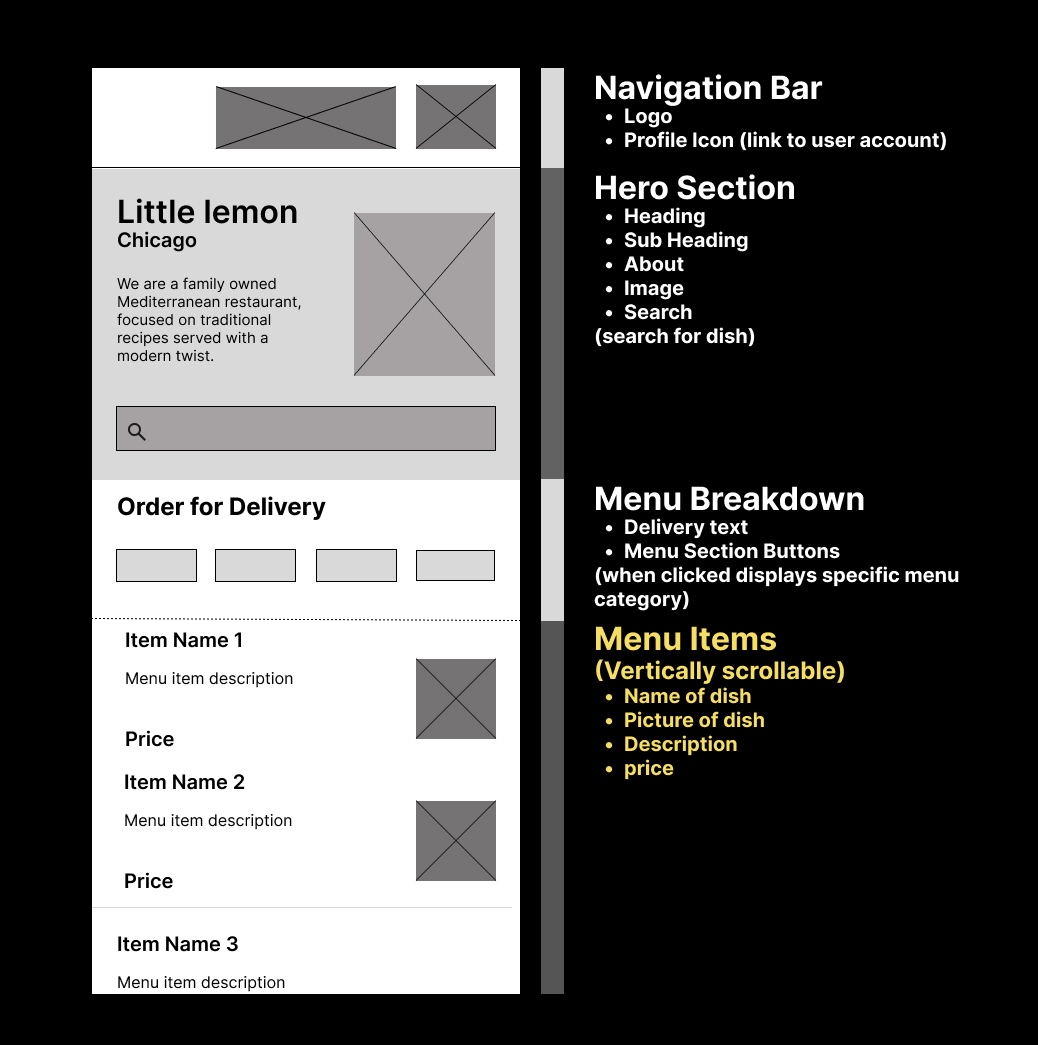 Little lemon
Chicago
We are a family owned
Mediterranean restaurant,
focused on traditional
recipes served with a
modern twist.
Order for Delivery
Item Name 1
Menu item description
Price
Item Name 2
Menu item description
Price
Item Name 3
Menu item description
Navigation Bar
• Logo
• Profile Icon (link to user account)
Hero Section
• Heading
• Sub Heading
• About
• Image
• Search
(search for dish)
Menu Breakdown
• Delivery text
• Menu Section Buttons
(when clicked displays specific menu
category)
Menu Items
(Vertically scrollable)
• Name of dish
• Picture of dish
• Description
• price